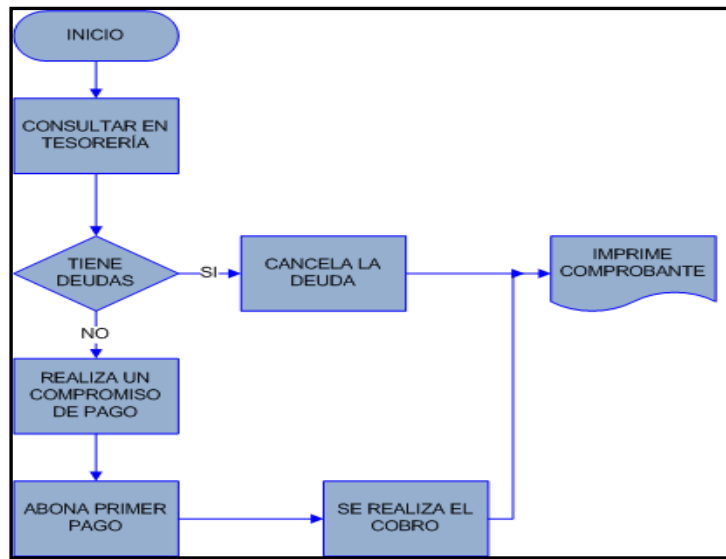 INICIO
CONSULTAR EN
TESORERÍA
TIENE
DEUDAS
SI
CANCELA LA
DEUDA
IMPRIME
COMPROBANTE
NO
REALIZA UN
COMPROMISO
DE PAGO
ABONA PRIMER
PAGO
SE REALIZA EL
COBRO